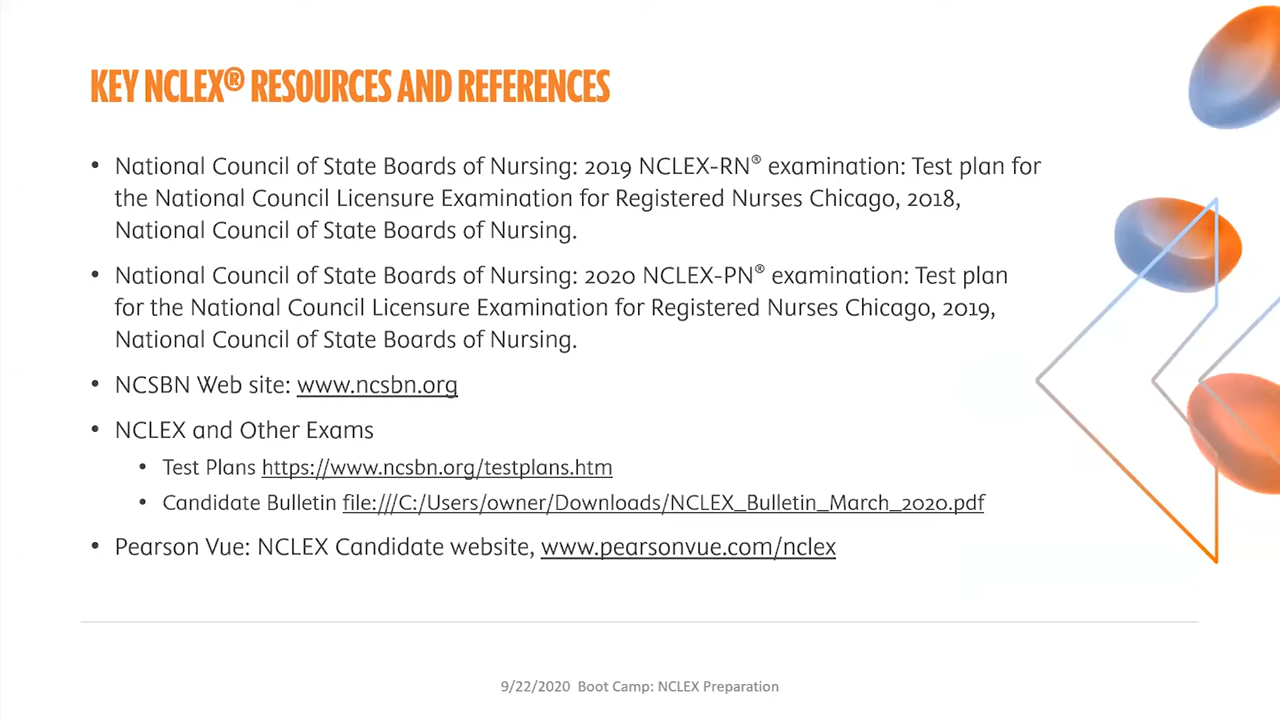 KEY NCLEX® RESOURCES AND REFERENCES
• National Council of State Boards of Nursing: 2019 NCLEX-RN® examination: Test plan for
the National Council Licensure Examination for Registered Nurses Chicago, 2018,
National Council of State Boards of Nursing.
• National Council of State Boards of Nursing: 2020 NCLEX-PN® examination: Test plan
for the National Council Licensure Examination for Registered Nurses Chicago, 2019,
National Council of State Boards of Nursing.
• NCSBN Web site: www.ncsbn.org
• NCLEX and Other Exams
• Test Plans https://www.ncsbn.org/testplans.htm
• Candidate Bulletin file:///C:/Users/owner/Downloads/NCLEX_Bulletin_March_2020.pdf
• Pearson Vue: NCLEX Candidate website, www.pearsonvue.com/nclex
9/22/2020 Boot Camp: NCLEX Preparation